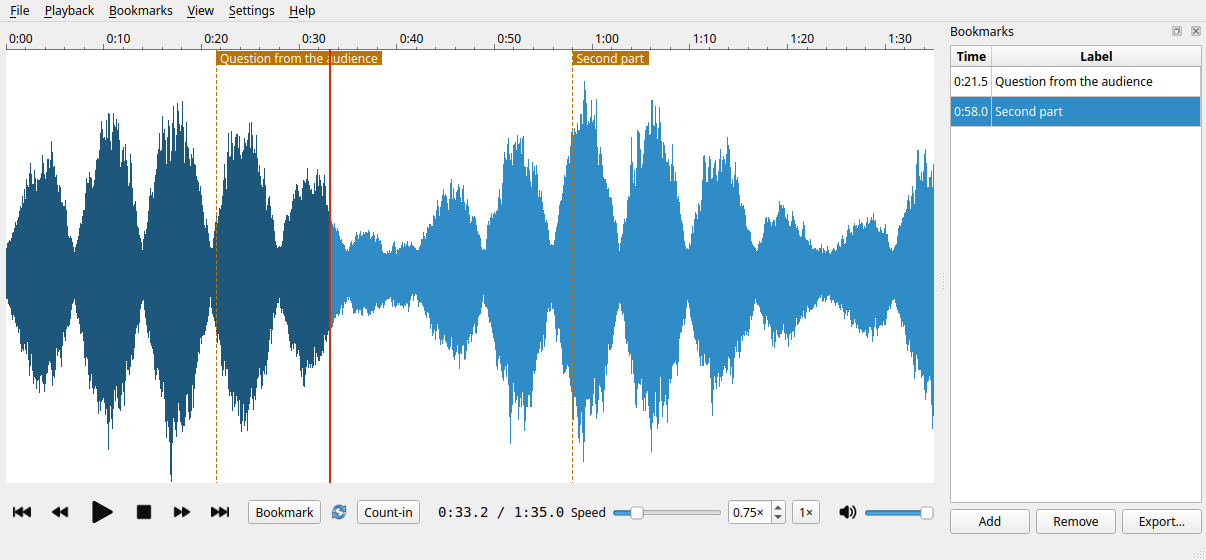 File Playback Bookmarks View Settings Help
0:00 0:10 0:20 0:30 0:40 0:50 1:00 1:10 1:20 1:30
Question from the audience Second part
Bookmarks
Time Label
0:21.5 Question from the audience
0:58.0 Second part
Bookmark Count-in 0:33.2 / 1:35.0 Speed 0.75× 1×
Add Remove Export...